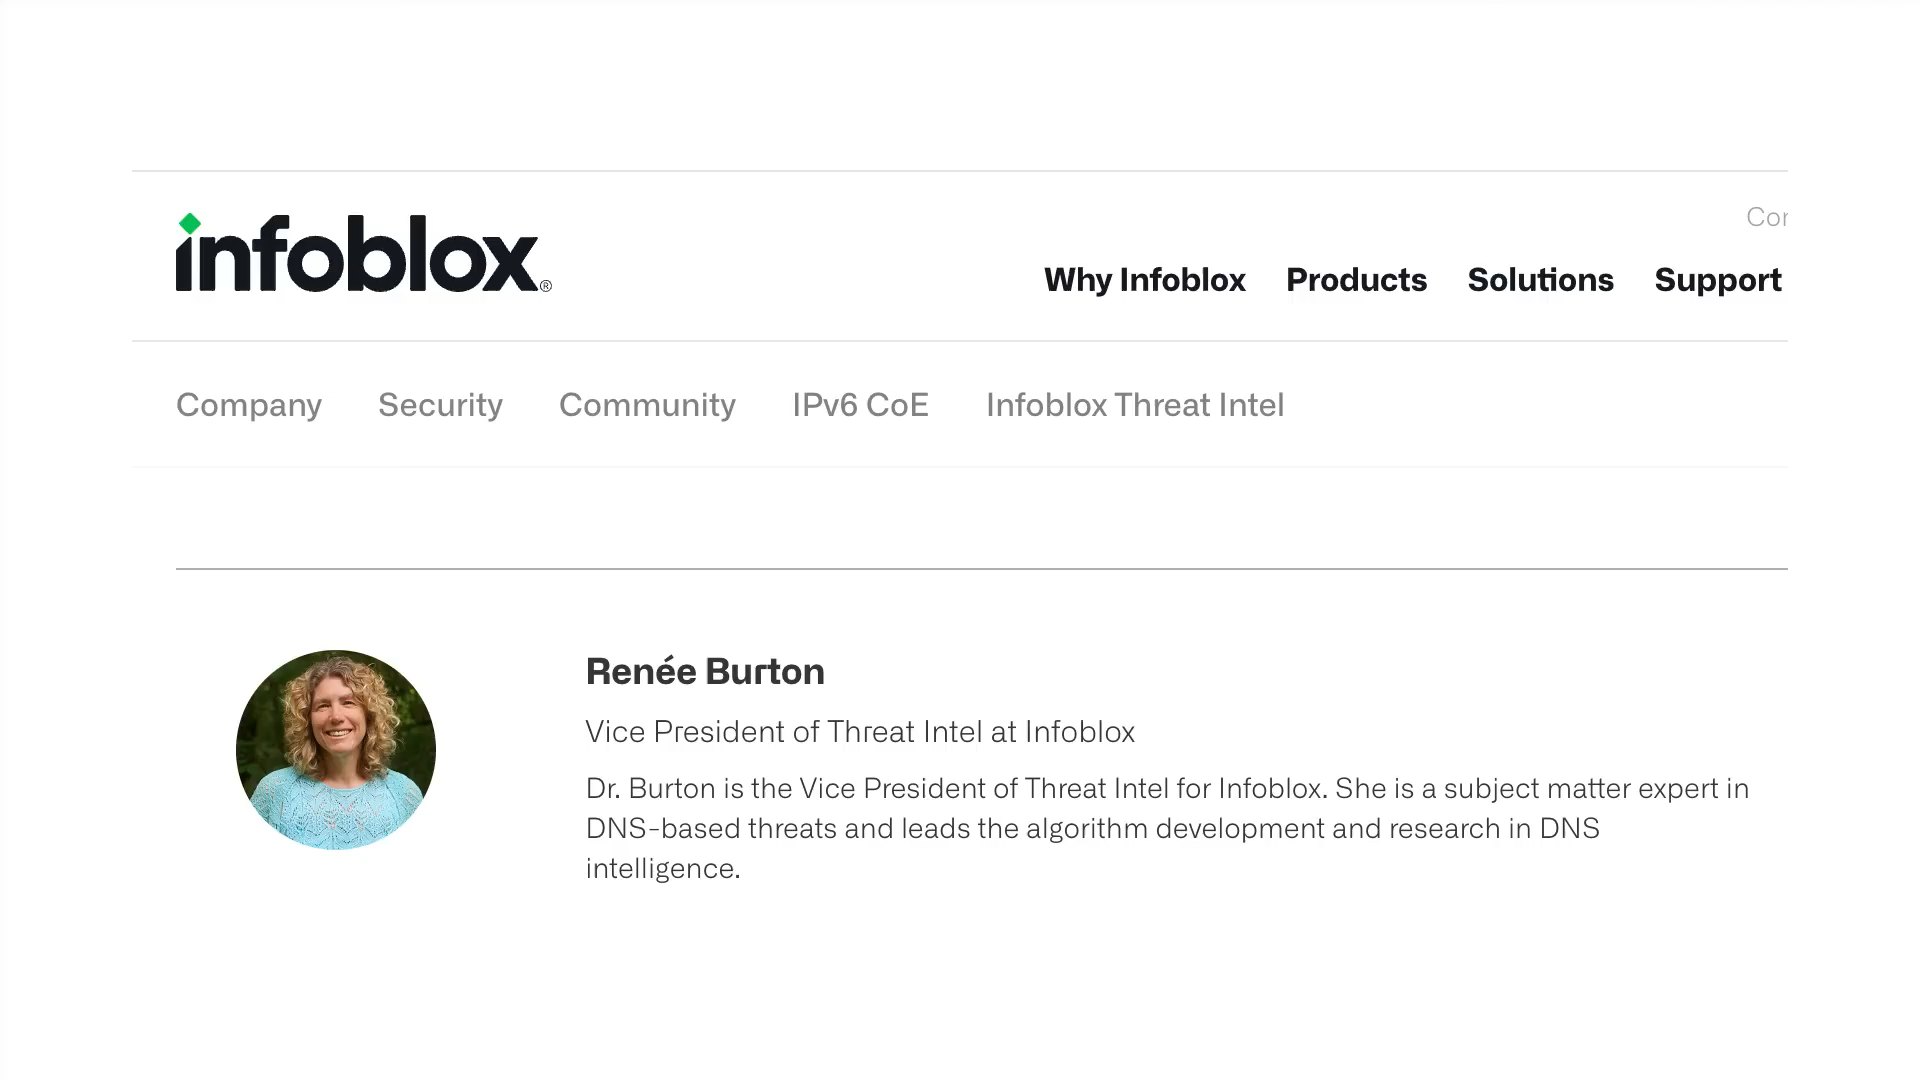 Cor
infoblox®
Why Infoblox Products Solutions Support
Company Security Community IPv6 CoE Infoblox Threat Intel
Renée Burton
Vice President of Threat Intel at Infoblox
Dr. Burton is the Vice President of Threat Intel for Infoblox. She is a subject matter expert in
DNS-based threats and leads the algorithm development and research in DNS
intelligence.